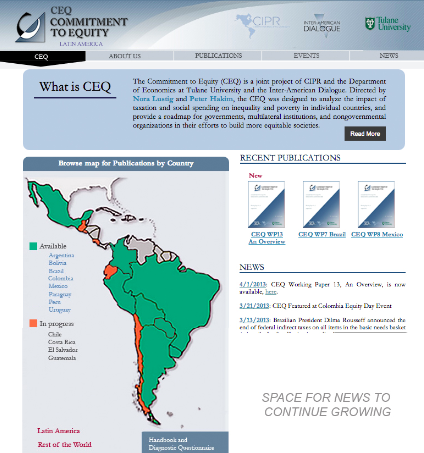 CEQ
COMMITMENT
TO EQUITY
LATIN AMERICA
CIPR
INTER-AMERICAN
DIALOGUE
Tulane
University
CEQ
ABOUT US
PUBLICATIONS
EVENTS
NEWS
What is CEQ
The Commitment to Equity (CEQ) is a joint project of CIPR and the Department
of Economics at Tulane University and the Inter-American Dialogue. Directed by
Nora Lustig and Peter Hakim, the CEQ was designed to analyze the impact of
taxation and social spending on inequality and poverty in individual countries, and
provide a roadmap for governments, multilateral institutions, and nongovernmental
organizations in their efforts to build more equitable societies.
Read More
Browse map for Publications by Country
Available
Argentina
Bolivia
Brazil
Colombia
Mexico
Paraguay
Peru
Uruguay
In progress
Chile
Costa Rica
El Salvador
Guatemala
Latin America
Rest of the World
Handbook and
Diagnostic Questionnaire
RECENT PUBLICATIONS
New
CEQ WP13
An Overview
CEQ WP7 Brazil
CEQ WP8 Mexico
NEWS
4/1/2013: CEQ Working Paper 13, An Overview, is now
available, here.
3/21/2013: CEQ Featured at Colombia Equity Day Event
3/13/2013: Brazilian President Dilma Rousseff announced the
end of federal indirect taxes on all items in the basic needs basket
SPACE FOR NEWS TO
CONTINUE GROWING